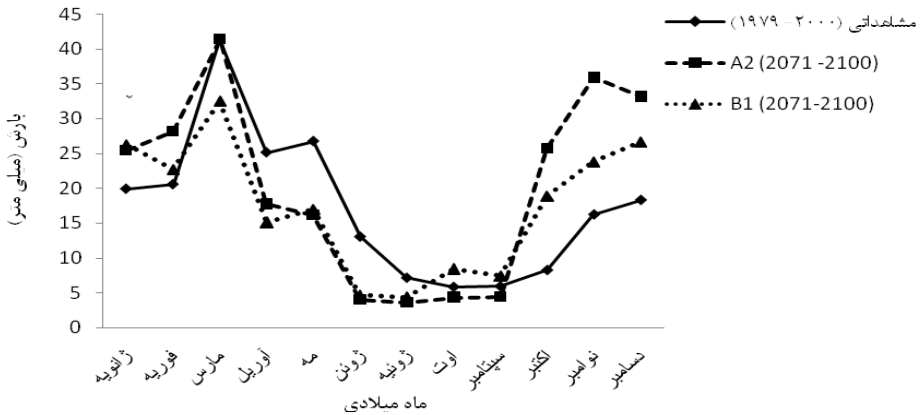 45
40
35
30
25
20
15
10
5
0
بارش (میلی متر)
ژانویه
فوریه
مارس
آوریل
مه
ژوئن
ژوئیه
اوت
سپتامبر
اکتبر
نوامبر
دسامبر
ماه میلادی
مشاهداتی (۲۰۰۰ - ۱۹۷۹)
A2 (2071 -2100)
B1 (2071-2100)